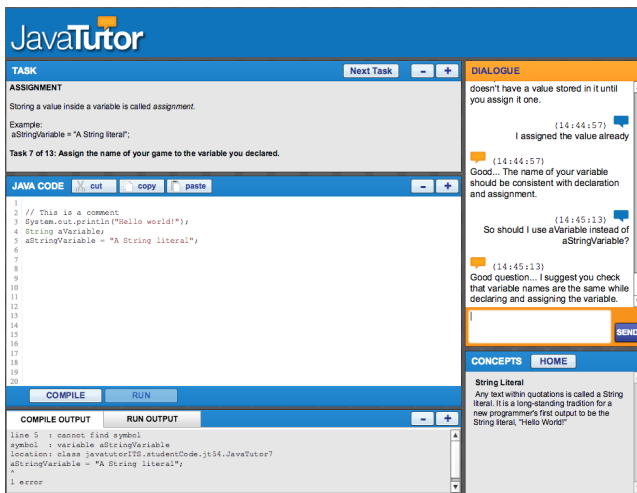 JavaTutor
TASK
Next Task
-
+
ASSIGNMENT
Storing a value inside a variable is called assignment.
Example:
aStringVariable = "A String literal";
Task 7 of 13: Assign the name of your game to the variable you declared.
JAVA CODE
cut
copy
paste
-
+
1
2 // This is a comment
3 System.out.println("Hello world!");
4 String aVariable;
5 aStringVariable = "A String literal";
6
7
8
9
10
11
12
13
14
15
16
17
18
19
20
COMPILE
RUN
COMPILE OUTPUT
RUN OUTPUT
-
+
line 5 : cannot find symbol
symbol : variable aStringVariable
location: class javatutorITS.studentCode.jt54.JavaTutor7
aStringVariable = "A String literal";
^
1 error
DIALOGUE
doesn't have a value stored in it until
you assign it one.
(14:44:57)
I assigned the value already
(14:44:57)
Good... The name of your variable
should be consistent with declaration
and assignment.
(14:45:13)
So should I use aVariable instead of
aStringVariable?
(14:45:13)
Good question... I suggest you check
that variable names are the same while
declaring and assigning the variable.
SEND
CONCEPTS
HOME
String Literal
Any text within quotations is called a String
literal. It is a long-standing tradition for a
new programmer's first output to be the
String literal, "Hello World!"